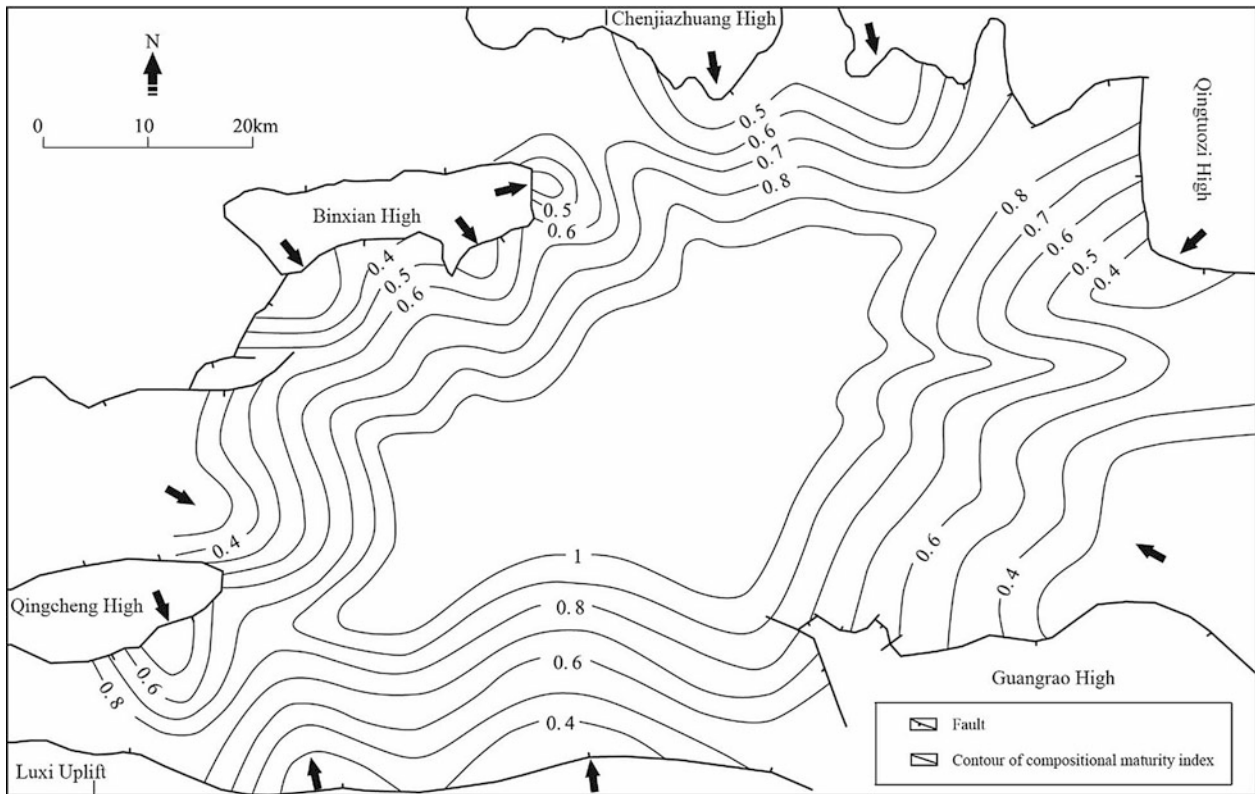 Chenjiazhuang High
N
Qingtuozi High
0 10 20km
0.5
0.6
0.7
0.8
0.8
0.7
0.6
0.5
0.4
0.5
0.6
Binxian High
0.4
0.5
0.6
0.4
0.6
0.4
1
0.8
0.6
0.4
Qingcheng High
0.6
0.8
Guangrao High
Luxi Uplift
Fault
Contour of compositional maturity index